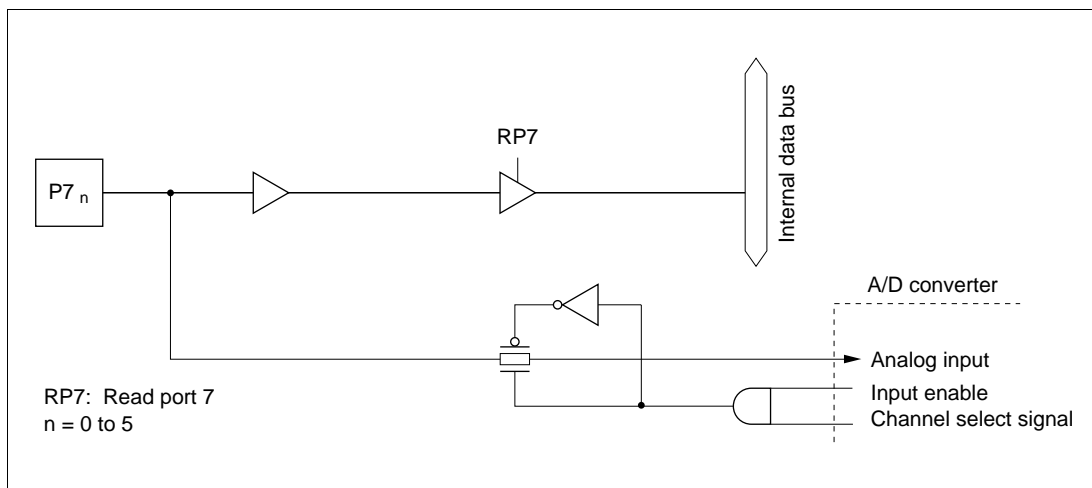 RP7
P7 n
Internal data bus
A/D converter
Analog input
Input enable
Channel select signal
RP7: Read port 7
n = 0 to 5